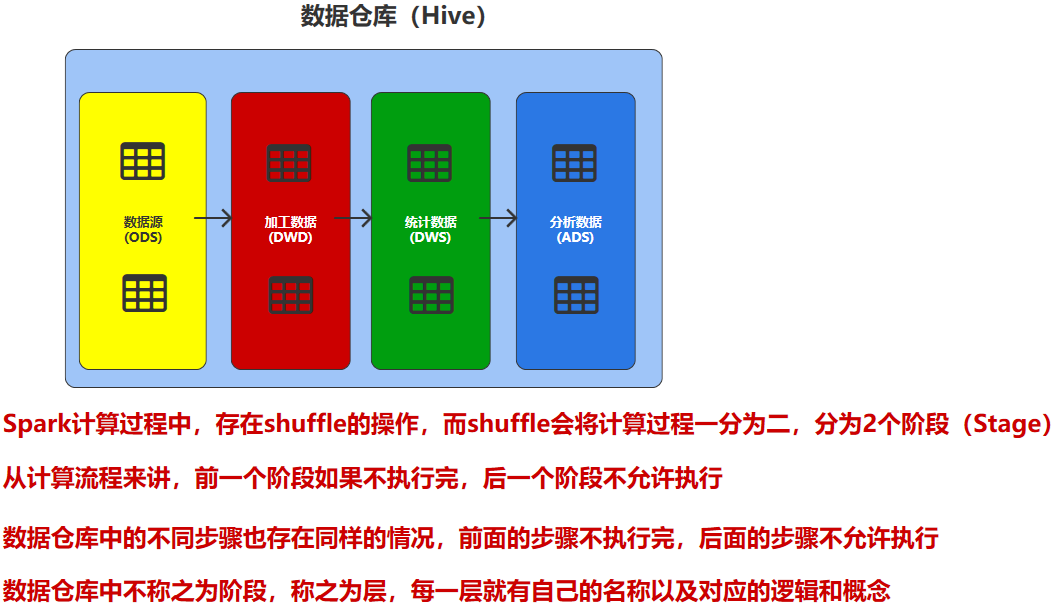 数据仓库（Hive）
数据源
(ODS)
加工数据
(DWD)
统计数据
(DWS)
分析数据
(ADS)
Spark计算过程中，存在shuffle的操作，而shuffle会将计算过程一分为二，分为2个阶段（Stage）
从计算流程来讲，前一个阶段如果不执行完，后一个阶段不允许执行
数据仓库中的不同步骤也存在同样的情况，前面的步骤不执行完，后面的步骤不允许执行
数据仓库中不称之为阶段，称之为层，每一层就有自己的名称以及对应的逻辑和概念